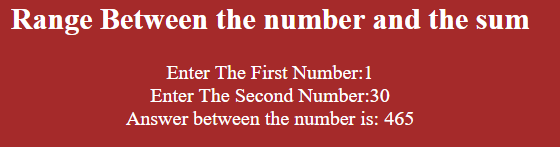 Range Between the number and the sum
Enter The First Number:1
Enter The Second Number:30
Answer between the number is: 465